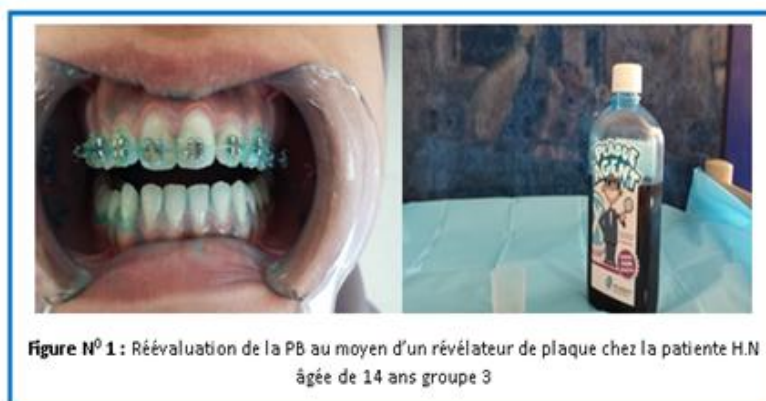 PLAQUE
AGENT
Figure N⁰ 1 : Réévaluation de la PB au moyen d'un révélateur de plaque chez la patiente H.N
âgée de 14 ans groupe 3